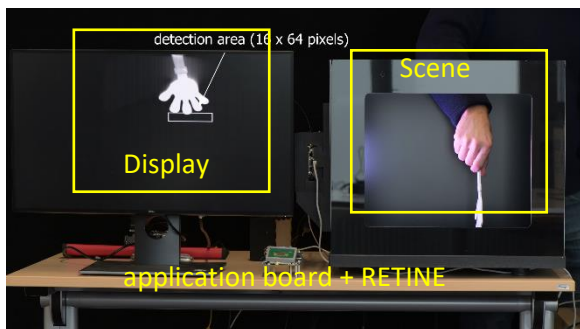 detection area (16 x 64 pixels)
Scene
Display
application board + RETINE